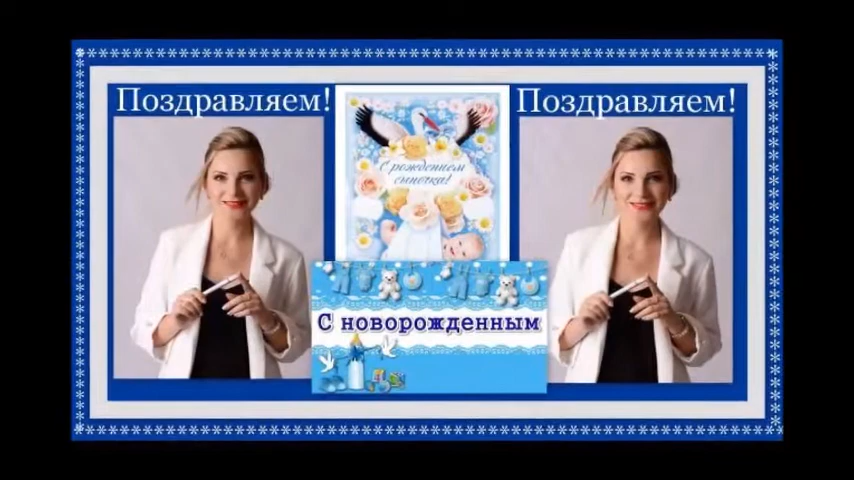 Поздравляем!
Поздравляем!
С рождением
сыночка!
С новорожденным